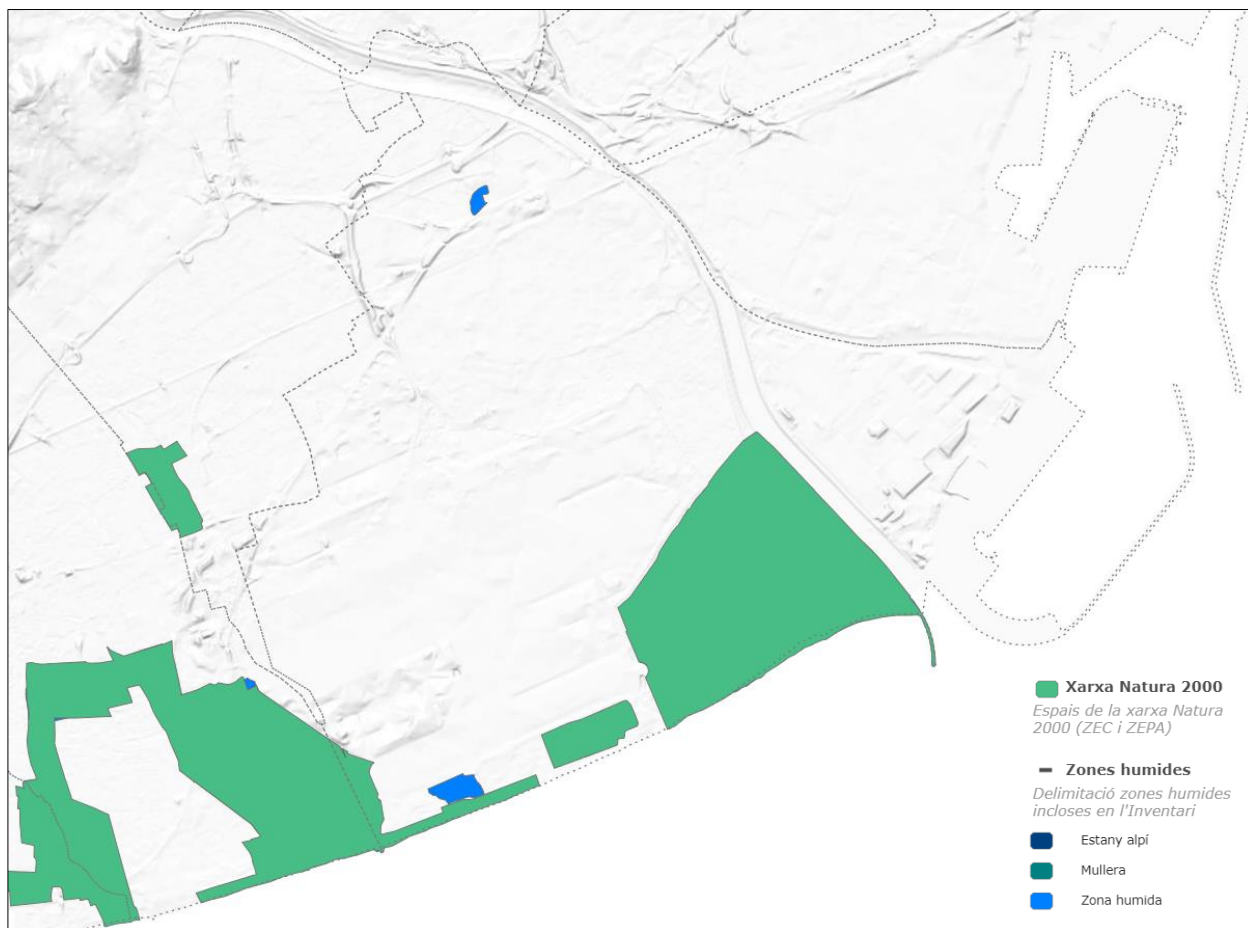 Xarxa Natura 2000
Espais de la xarxa Natura
2000 (ZEC i ZEPA)
Zones humides
Delimitació zones humides
incloses en l'Inventari
Estany alpí
Mullera
Zona humida